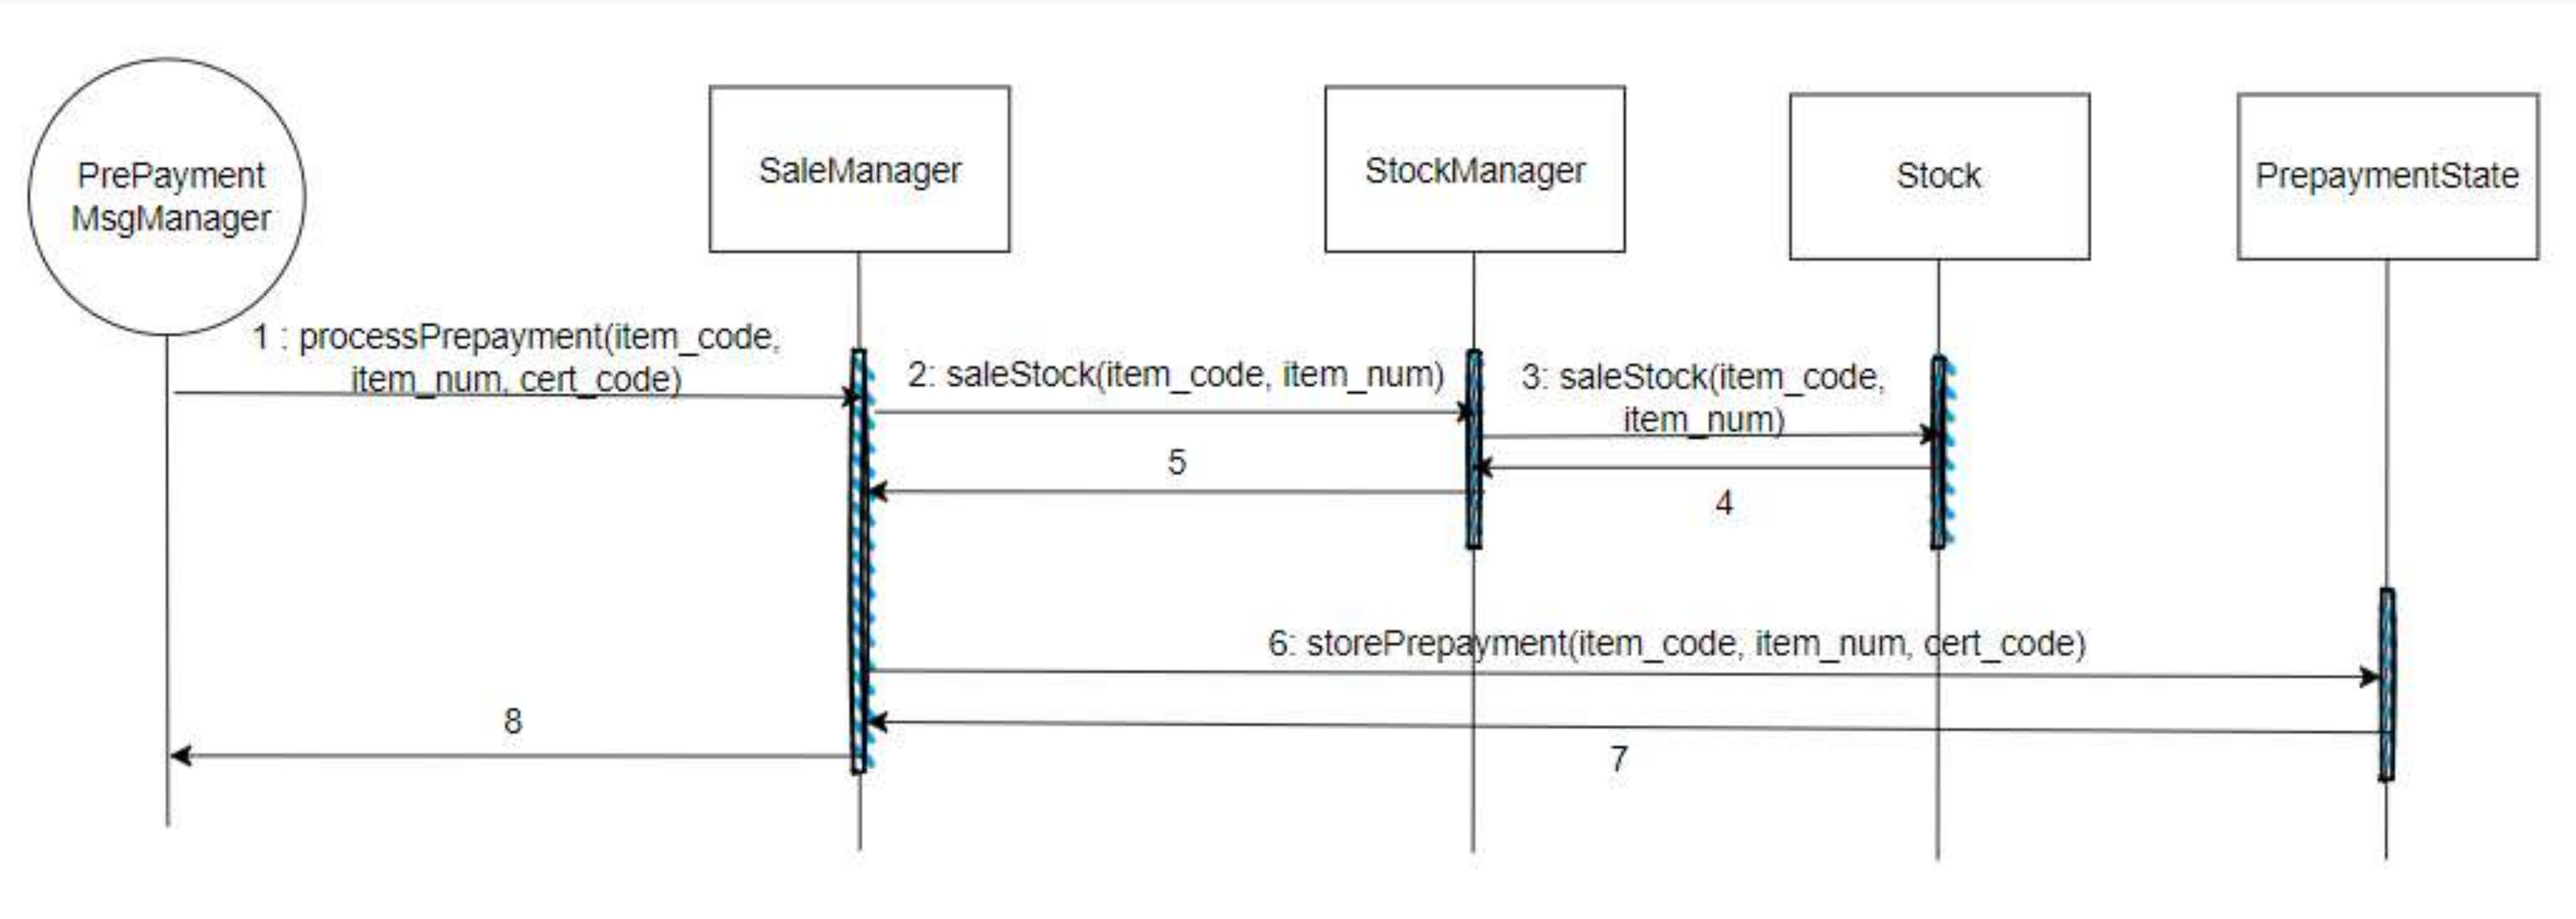 PrePayment
MsgManager
SaleManager
StockManager
Stock
PrepaymentState
1 : processPrepayment(item_code,
item_num, cert_code)
2: saleStock(item_code, item_num)
3: saleStock(item_code,
item_num)
5
4
6: storePrepayment(item_code, item_num, cert_code)
8
7